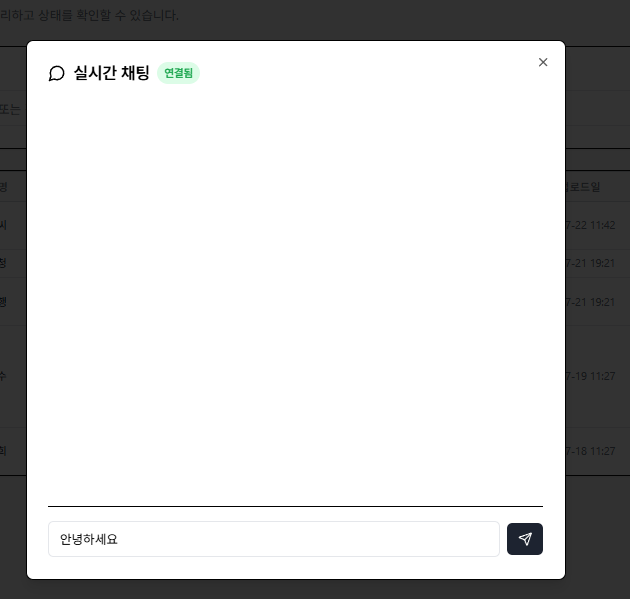 리하고 상태를 확인할 수 있습니다.
실시간 채팅 연결됨
또는
로드일
7-22 11:42
7-21 19:21
7-21 19:21
7-19 11:27
7-18 11:27
안녕하세요